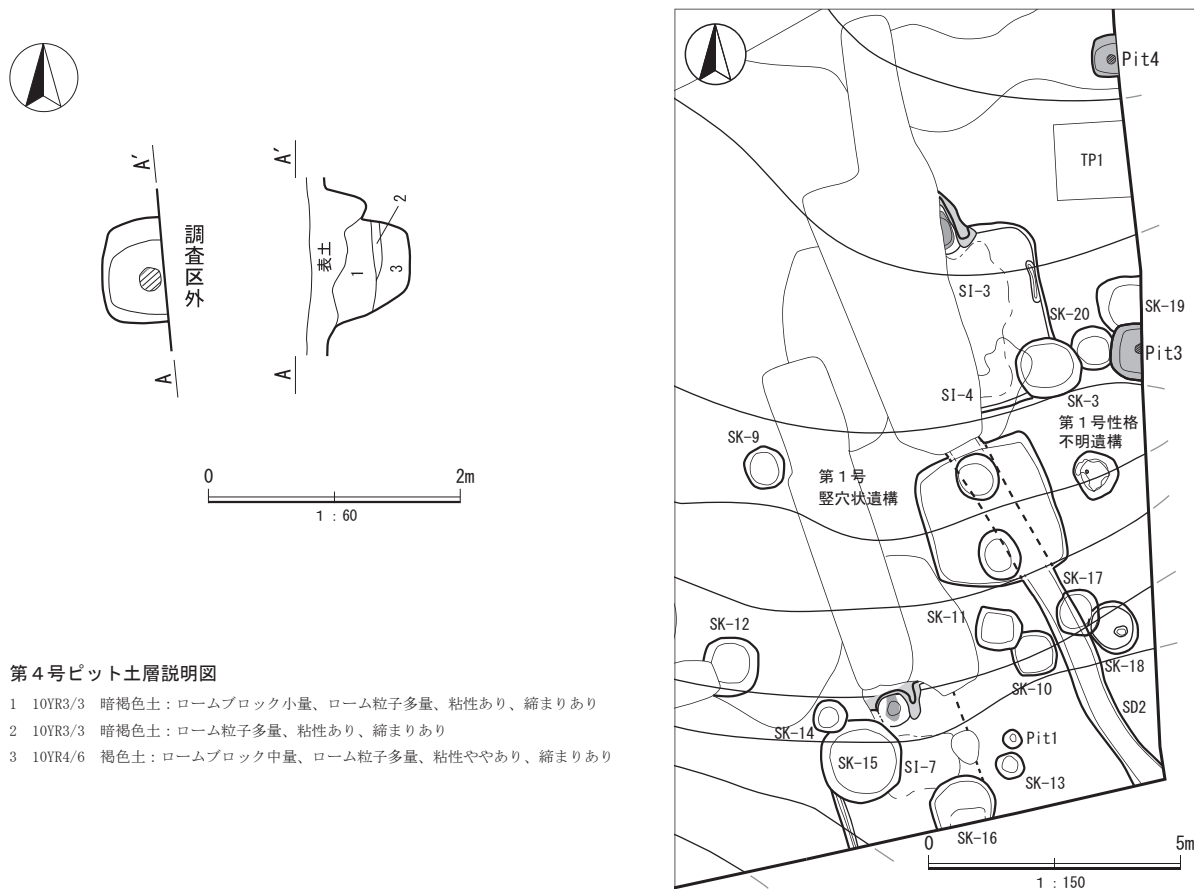 A'
A
調査区外
A'
A
表土
1
2
3
0 2m
1 : 60
第4号ピット土層説明図
1 10YR3/3 暗褐色土:ロームブロック小量、ローム粒子多量、粘性あり、締まりあり
2 10YR3/3 暗褐色土:ローム粒子多量、粘性あり、締まりあり
3 10YR4/6 褐色土:ロームブロック中量、ローム粒子多量、粘性ややあり、締まりあり
Pit4
TP1
SI-3
SK-19
SK-20
Pit3
SI-4
SK-3
第1号性格
不明遺構
SK-9
第1号
竪穴状遺構
SK-17
SK-11
SK-12
SK-18
SK-10
SD2
SK-14
Pit1
SK-15
SI-7
SK-13
SK-16
0 5m
1 : 150